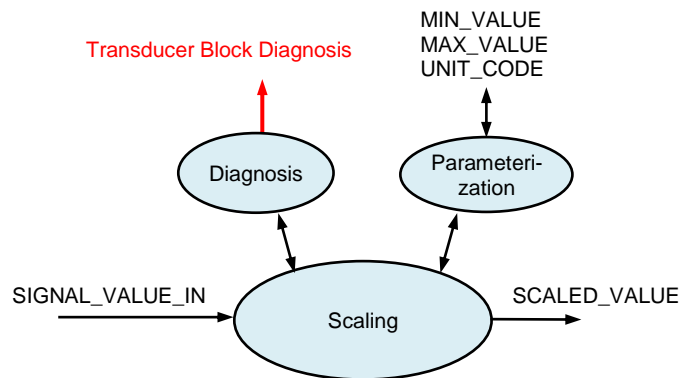 MIN_VALUE
MAX_VALUE
UNIT_CODE
Transducer Block Diagnosis
Diagnosis
Parameteri-
zation
SIGNAL_VALUE_IN
SCALED_VALUE
Scaling